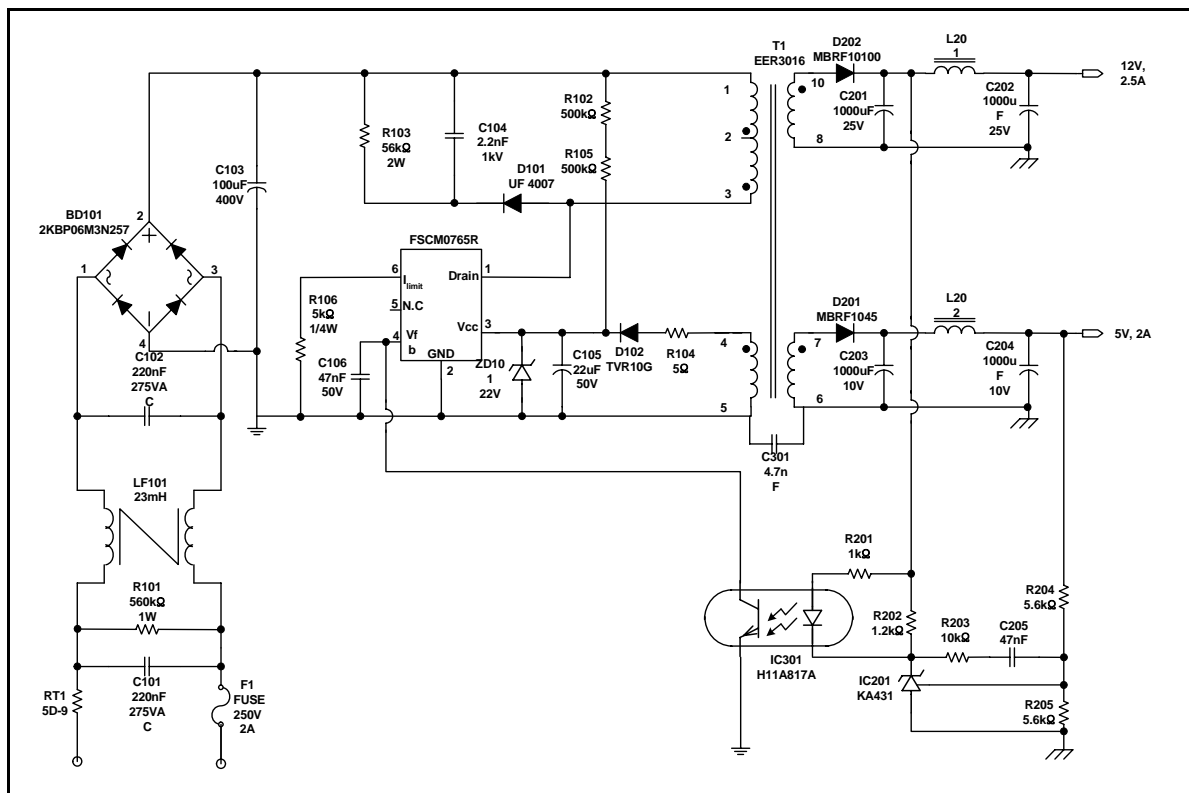 T1
EER3016
D202
MBRF10100
L20
1
12V,
2.5A
C201
1000uF
25V
C202
1000u
F
25V
10
8
1
2
3
R102
500kΩ
R105
500kΩ
R103
56kΩ
2W
C104
2.2nF
1kV
D101
UF 4007
C103
100uF
400V
BD101
2KBP06M3N257
2
1
3
4
FSCM0765R
6
I limit
5
N.C
4
Vf
b
GND
2
Drain
1
Vcc
3
R106
5kΩ
1/4W
C106
47nF
50V
ZD10
1
22V
C105
22uF
50V
D102
TVR10G
R104
5Ω
4
5
7
6
D201
MBRF1045
L20
2
5V, 2A
C203
1000uF
10V
C204
1000u
F
10V
C301
4.7n
F
C102
220nF
275VA
C
LF101
23mH
R101
560kΩ
1W
C101
220nF
275VA
C
RT1
5D-9
F1
FUSE
250V
2A
R201
1kΩ
R202
1.2kΩ
R203
10kΩ
C205
47nF
R204
5.6kΩ
R205
5.6kΩ
IC301
H11A817A
IC201
KA431